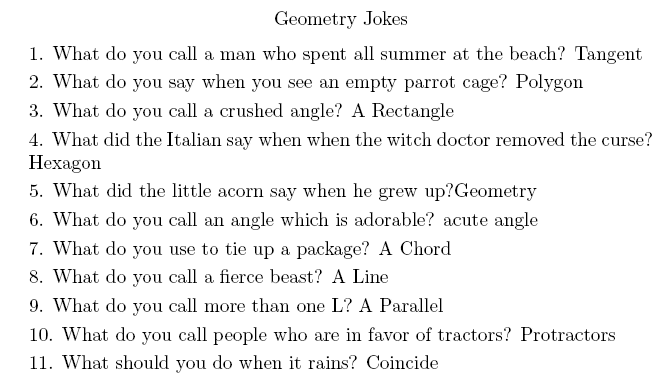 Geometry Jokes
1. What do you call a man who spent all summer at the beach? Tangent
2. What do you say when you see an empty parrot cage? Polygon
3. What do you call a crushed angle? A Rectangle
4. What did the Italian say when when the witch doctor removed the curse?
Hexagon
5. What did the little acorn say when he grew up?Geometry
6. What do you call an angle which is adorable? acute angle
7. What do you use to tie up a package? A Chord
8. What do you call a fierce beast? A Line
9. What do you call more than one L? A Parallel
10. What do you call people who are in favor of tractors? Protractors
11. What should you do when it rains? Coincide